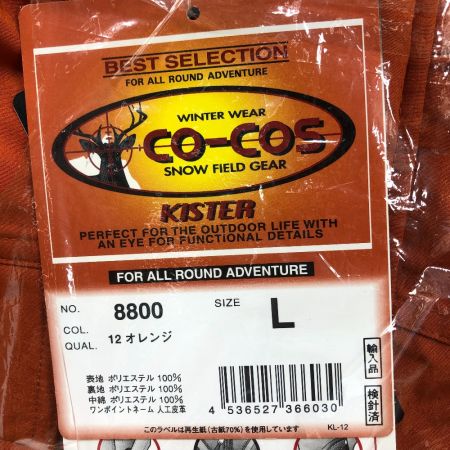 BEST SELECTION
FOR ALL ROUND ADVENTURE
WINTER WEAR
CO-COS
SNOW FIELD GEAR
KISTER
PERFECT FOR THE OUTDOOR LIFE WITH
AN EYE FOR FUNCTIONAL DETAILS
FOR ALL ROUND ADVENTURE
NO. 8800 SIZE L
COL.
QUAL. 12 オレンジ
表地 ポリエステル 100%
裏地 ポリエステル 100%
中綿 ポリエステル 100%
ワンポイントネーム 人工皮革
4 536527 366030
輸入品
検針済
このラベルは再生紙(古紙70%)を使用しています KL-12